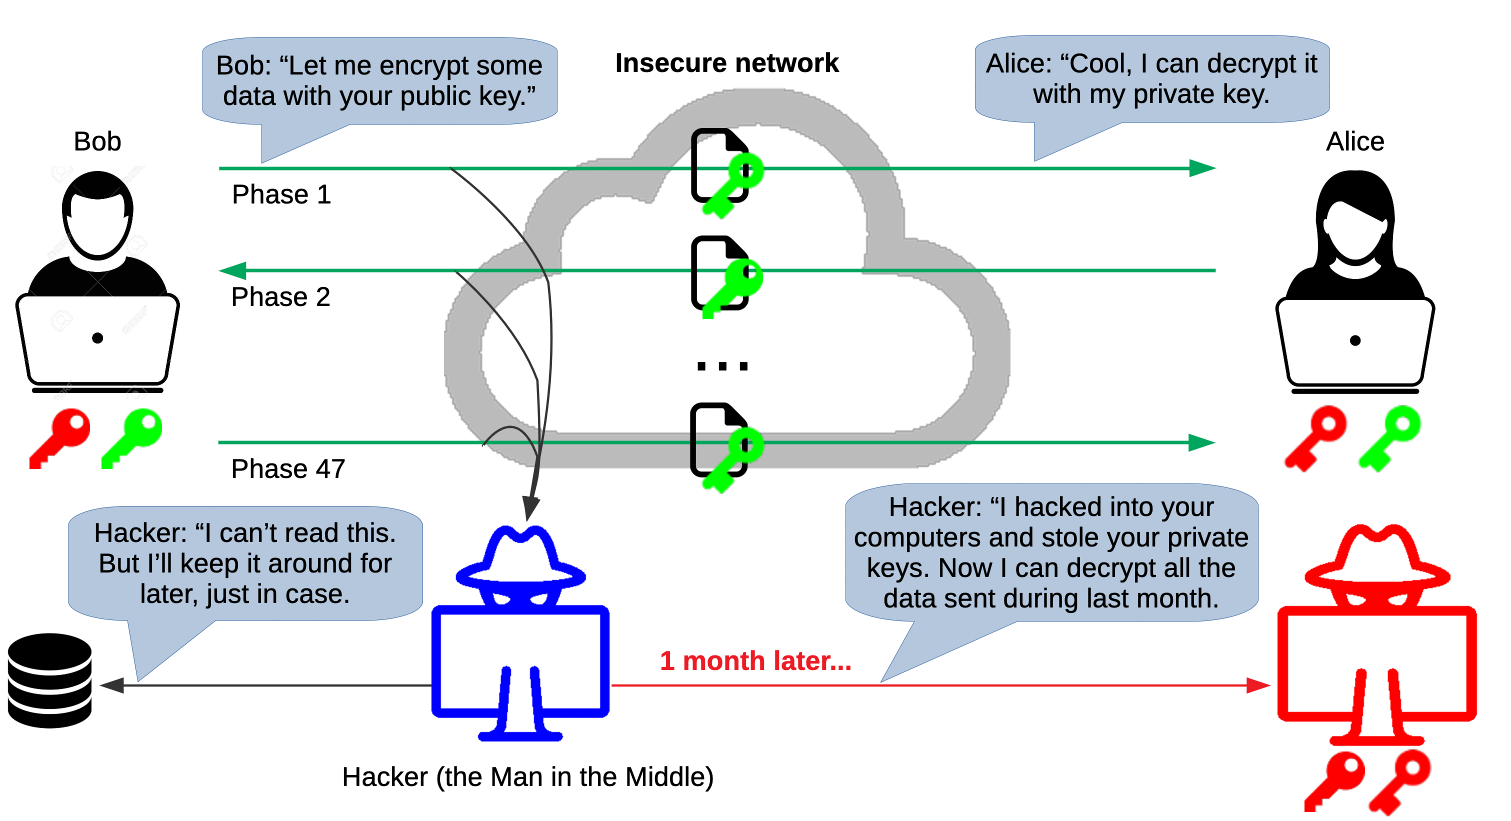 Insecure network
Bob: “Let me encrypt some
data with your public key.”
Alice: “Cool, I can decrypt it
with my private key.
Bob
Alice
Phase 1
Phase 2
...
Phase 47
Hacker: “I can’t read this.
But I’ll keep it around for
later, just in case.
Hacker: “I hacked into your
computers and stole your private
keys. Now I can decrypt all the
data sent during last month.
1 month later...
Hacker (the Man in the Middle)